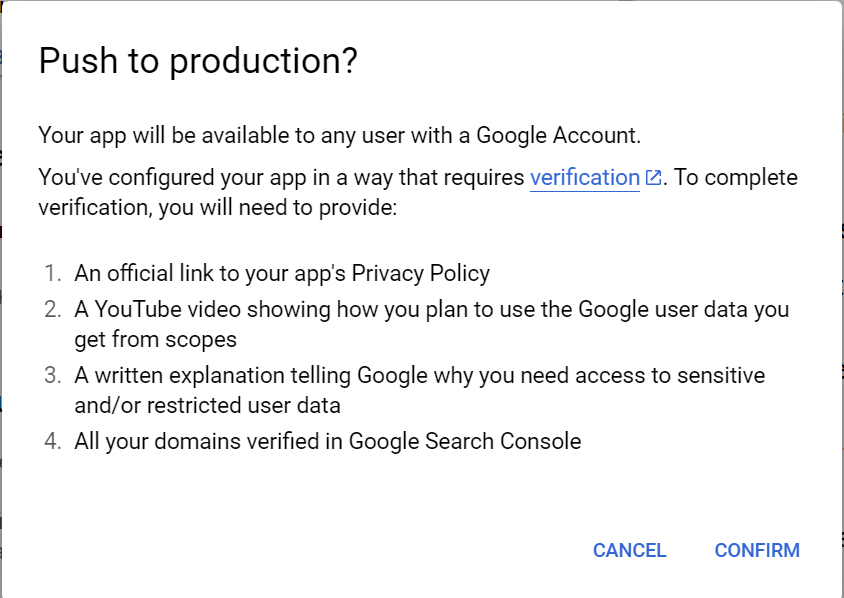 Push to production?
Your app will be available to any user with a Google Account.
You've configured your app in a way that requires verification. To complete
verification, you will need to provide:
1. An official link to your app's Privacy Policy
2. A YouTube video showing how you plan to use the Google user data you
get from scopes
3. A written explanation telling Google why you need access to sensitive
and/or restricted user data
4. All your domains verified in Google Search Console
CANCEL CONFIRM